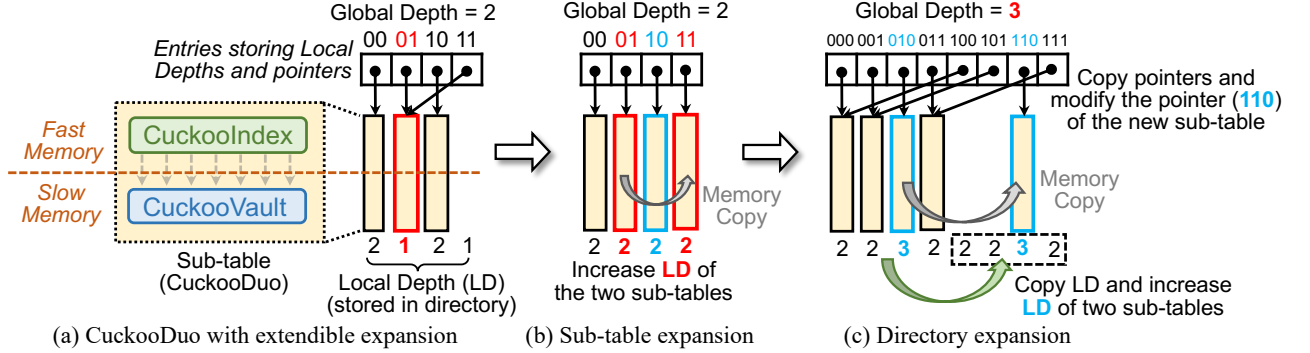 Global Depth = 2
00 01 10 11
Entries storing Local
Depths and pointers
Fast
Memory
Slow
Memory
CuckooIndex
CuckooVault
Sub-table
(CuckooDuo)
2 1 2 1
Local Depth (LD)
(stored in directory)
(a) CuckooDuo with extendible expansion
Global Depth = 2
00 01 10 11
Memory
Copy
2 2 2 2
Increase LD of
the two sub-tables
(b) Sub-table expansion
Global Depth = 3
000 001 010 011 100 101 110 111
Copy pointers and
modify the pointer (110)
of the new sub-table
Memory
Copy
2 2 3 2 2 2 3 2
Copy LD and increase
LD of two sub-tables
(c) Directory expansion